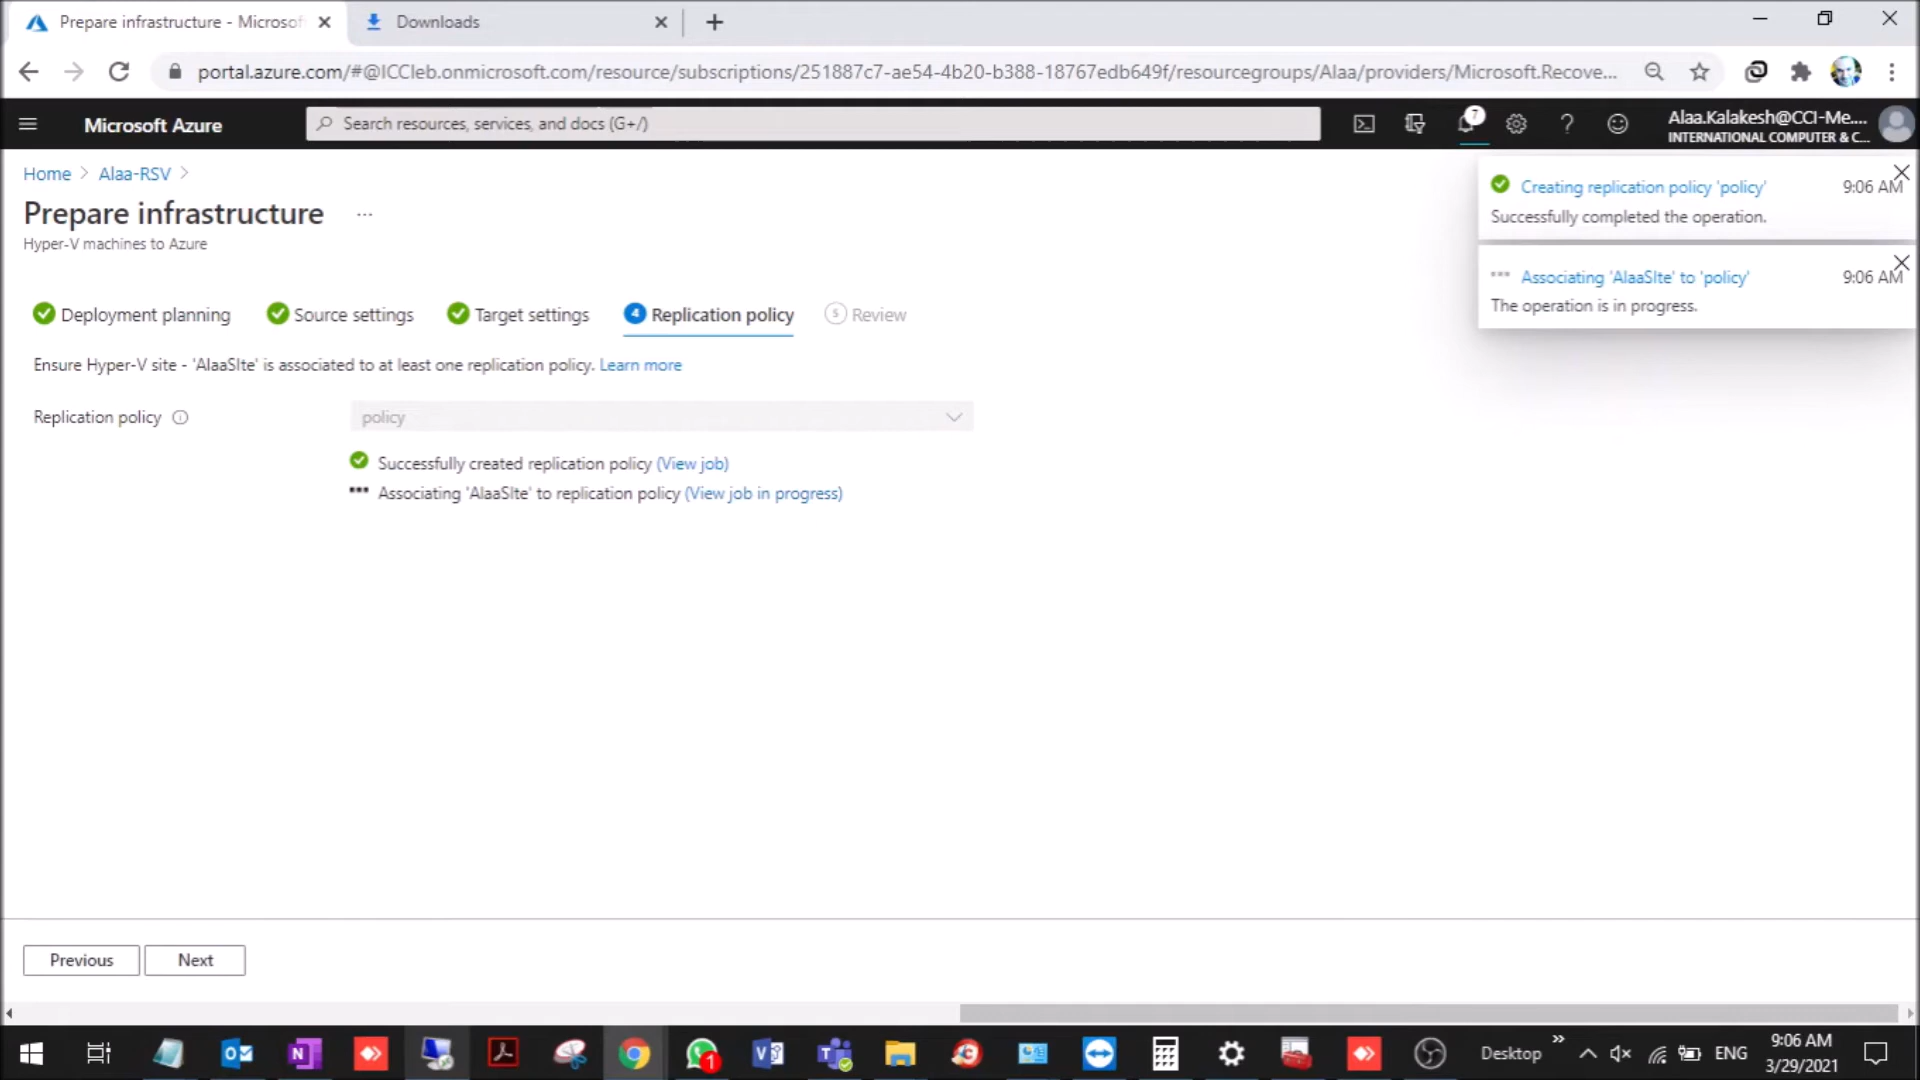 Prepare infrastructure - Microsof
Downloads
portal.azure.com/#@ICCleb.onmicrosoft.com/resource/subscriptions/251887c7-ae54-4b20-b388-18767edb649f/resourcegroups/Alaa/providers/Microsoft.Recove...
Microsoft Azure
Search resources, services, and docs (G+/)
7
Alaa.Kalakesh@CCI-Me....
INTERNATIONAL COMPUTER & C...
Home > Alaa-RSV >
Prepare infrastructure ...
Hyper-V machines to Azure
Creating replication policy 'policy' 9:06 AM
Successfully completed the operation.
Associating 'AlaaSIte' to 'policy' 9:06 AM
The operation is in progress.
Deployment planning
Source settings
Target settings
4 Replication policy
5 Review
Ensure Hyper-V site - 'AlaaSIte' is associated to at least one replication policy. Learn more
Replication policy
policy
Successfully created replication policy (View job)
Associating 'AlaaSIte' to replication policy (View job in progress)
Previous
Next
1
Desktop
ENG
9:06 AM
3/29/2021